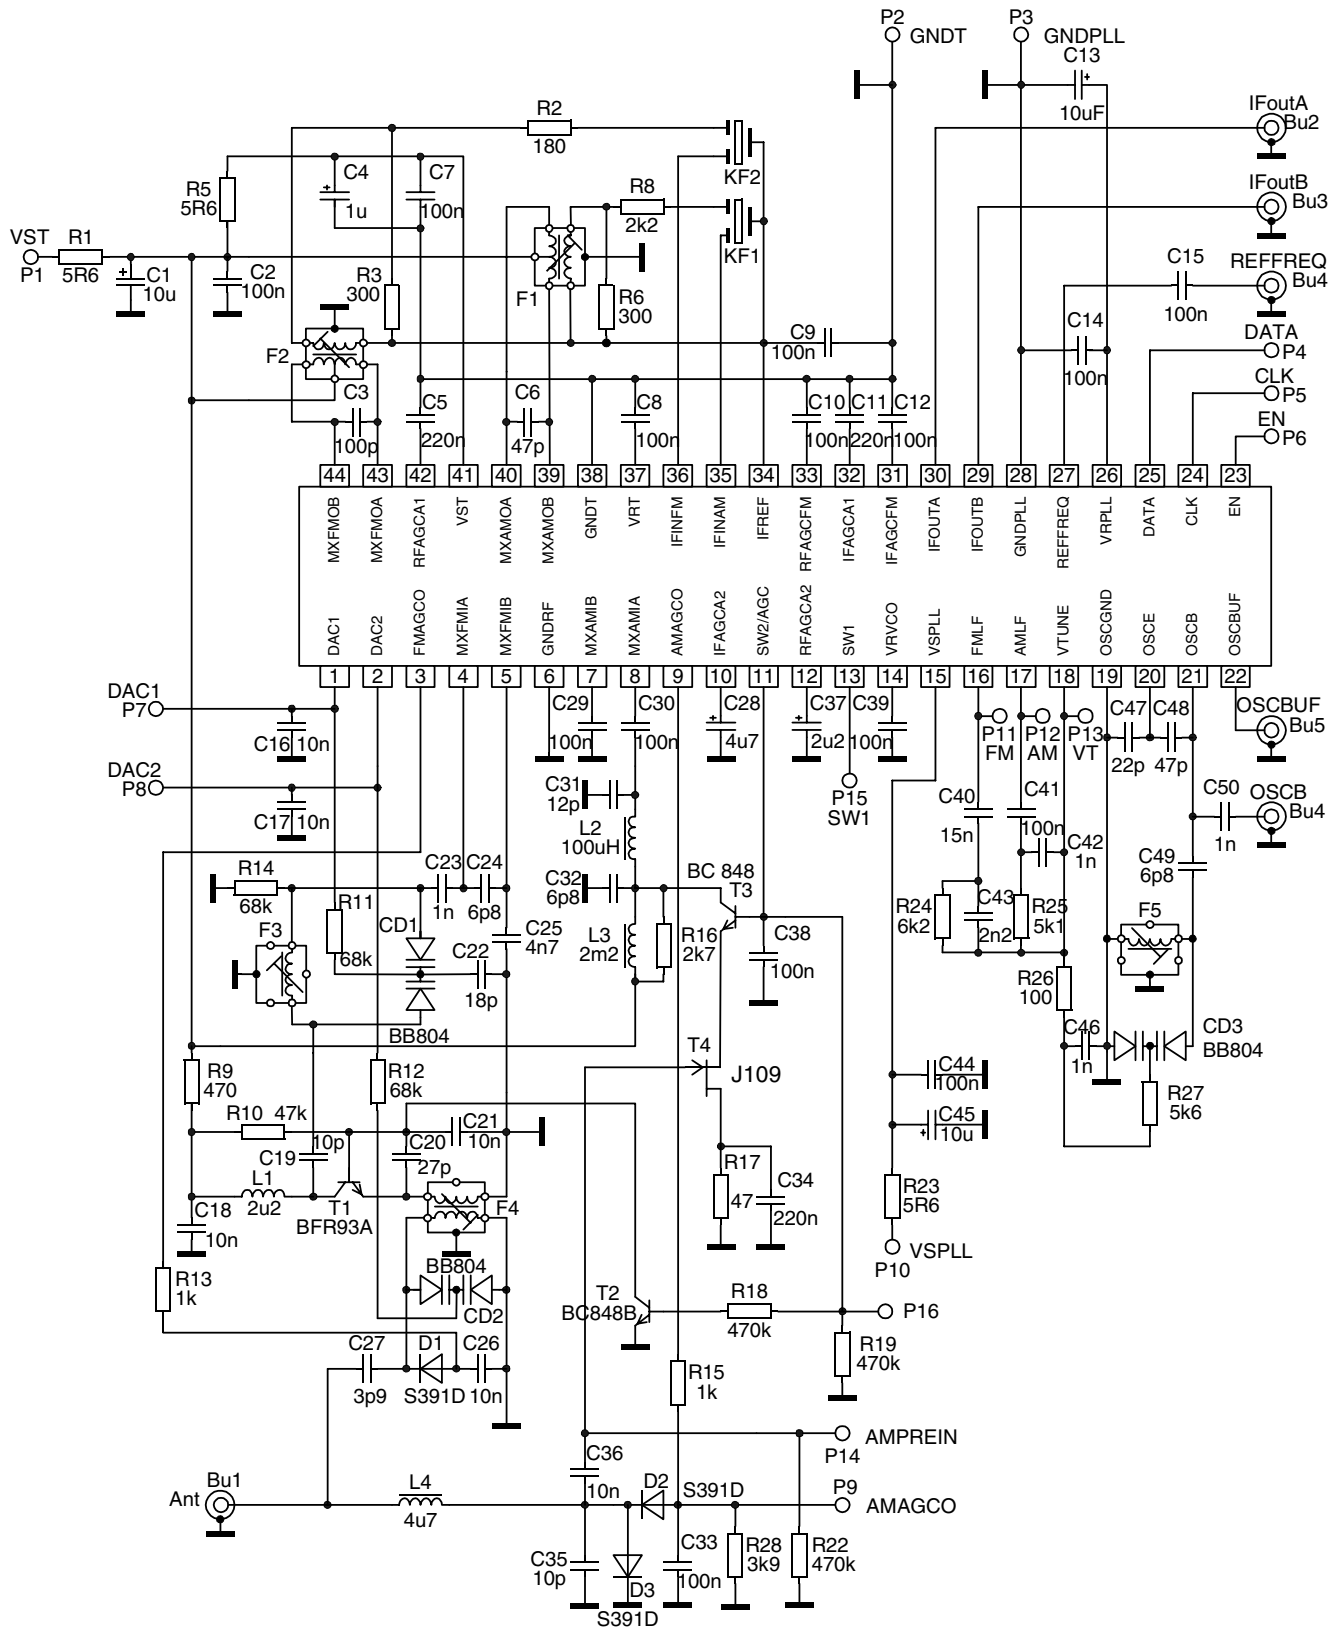 P2
GNDT
P3
GNDPLL
C13
10uF
IFoutA
Bu2
IFoutB
Bu3
REFFREQ
Bu4
C15
100n
C14
100n
DATA
P4
CLK
P5
EN
P6
R2
180
KF2
R8
2k2
KF1
C4
1u
C7
100n
R5
5R6
VST
P1
R1
5R6
C1
10u
C2
100n
R3
300
F1
R6
300
F2
C9
100n
C3
100p
C5
220n
C6
47p
C8
100n
C10
100n
C11
220n
C12
100n
44 43 42 41 40 39 38 37 36 35 34 33 32 31 30 29 28 27 26 25 24 23
MXFMOB
MXFMOA
RFAGCA1
VST
MXAMOA
MXAMOB
GNDT
VRT
IFINFM
IFINAM
IFREF
RFAGCFM
IFAGCA1
IFAGCFM
IFOUTA
IFOUTB
GNDPLL
REFFREQ
VRPLL
DATA
CLK
EN
DAC1
DAC2
FMAGCO
MXFMIA
MXFMIB
GNDRF
MXAMIB
MXAMIA
AMAGCO
IFAGCA2
SW2/AGC
RFAGCA2
SW1
VRVCO
VSPLL
FMLF
AMLF
VTUNE
OSCGND
OSCE
OSCB
OSCBUF
1 2 3 4 5 6 7 8 9 10 11 12 13 14 15 16 17 18 19 20 21 22
DAC1
P7
C16
10n
DAC2
P8
C17
10n
C29
100n
C30
100n
C28
4u7
C37
2u2
C39
100n
P15
SW1
P11
FM
P12
AM
P13
VT
C47
22p
C48
47p
OSCBUF
Bu5
C50
1n
OSCB
Bu4
C49
6p8
C40
15n
C41
100n
C42
1n
C31
12p
L2
100uH
C32
6p8
L3
2m2
R16
2k7
BC 848
T3
C38
100n
R24
6k2
C43
2n2
R25
5k1
F5
R26
100
C46
1n
CD3
BB804
R27
5k6
R14
68k
F3
R11
68k
CD1
BB804
C23
1n
C24
6p8
C25
4n7
C22
18p
R9
470
R12
68k
T4
J109
C44
100n
C45
10u
R10
47k
10p
C19
C20
27p
C21
10n
L1
2u2
T1
BFR93A
F4
C18
10n
R17
47
C34
220n
R23
5R6
VSPLL
P10
R13
1k
BB804
CD2
T2
BC848B
R18
470k
P16
R19
470k
C27
3p9
D1
S391D
C26
10n
R15
1k
AMPREIN
P14
C36
10n
D2
S391D
P9
AMAGCO
Ant
Bu1
L4
4u7
C35
10p
D3
S391D
C33
100n
R28
3k9
R22
470k